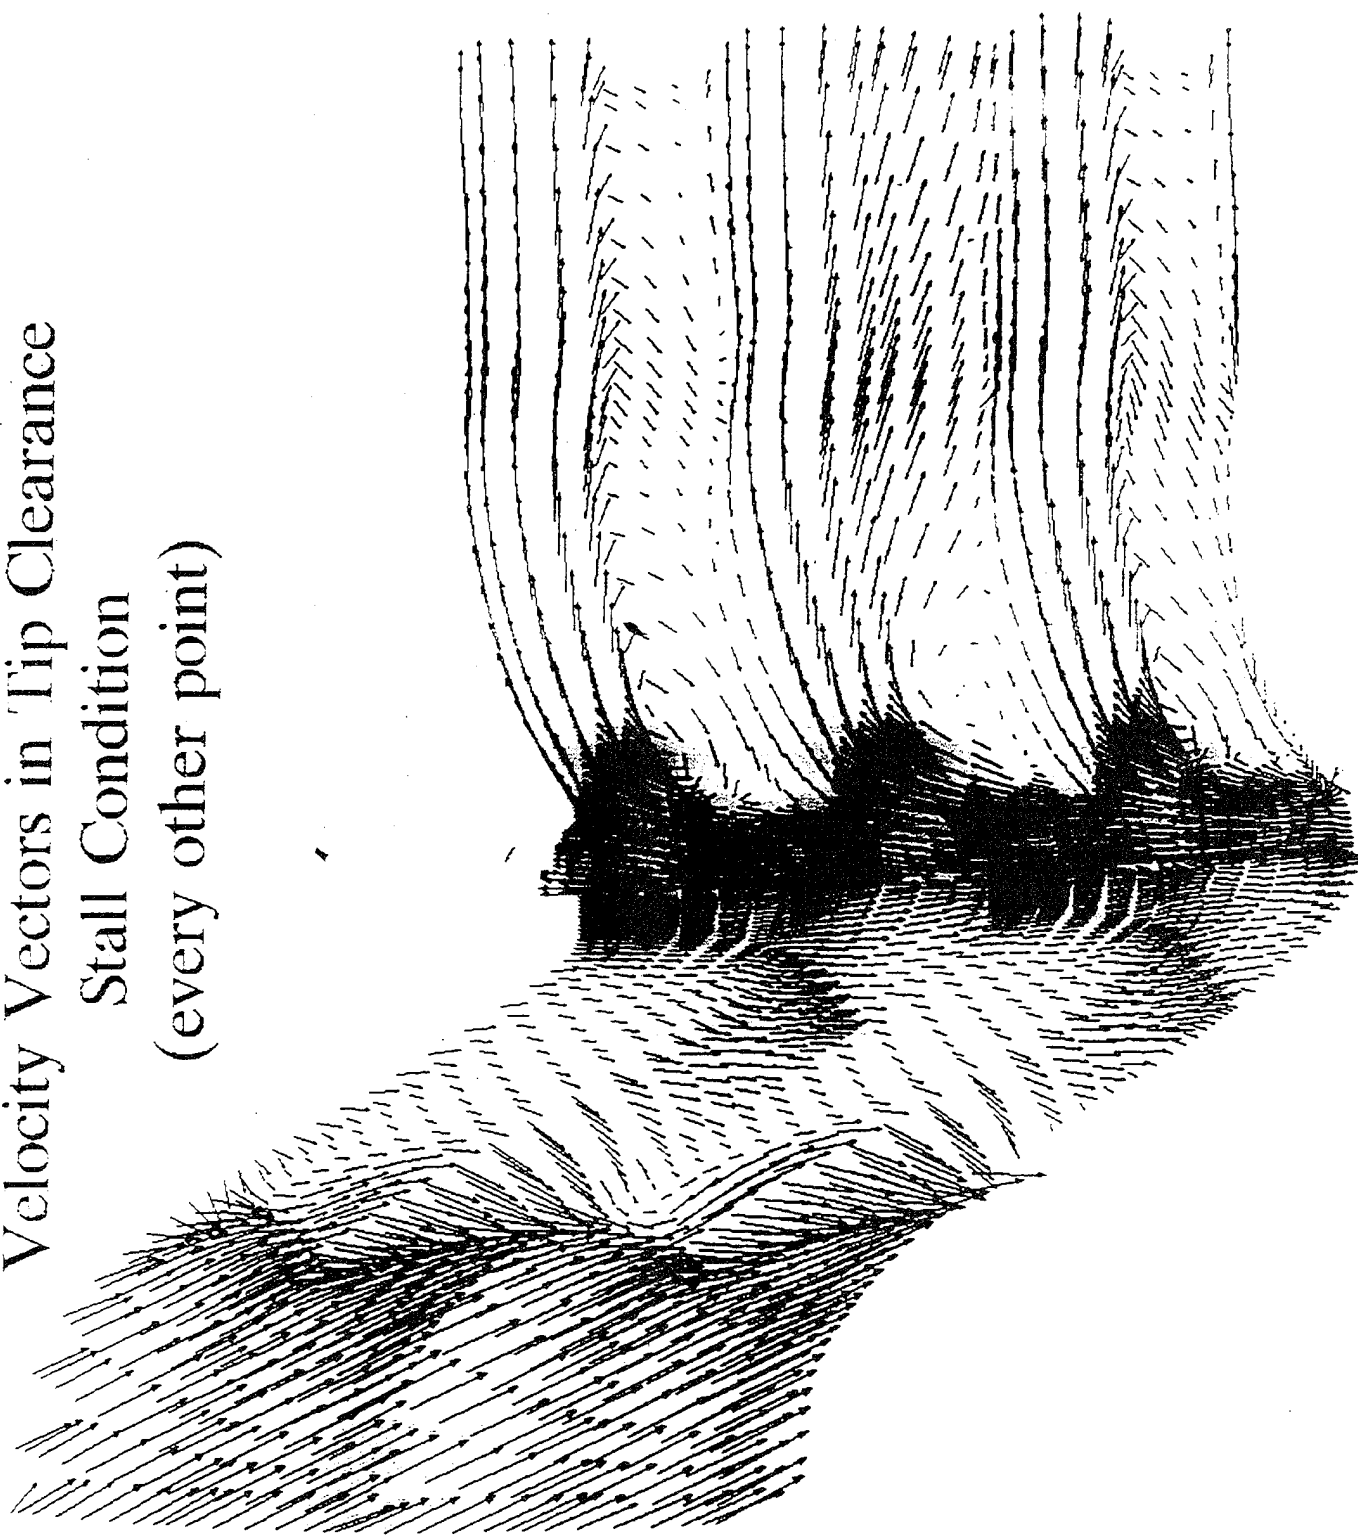 Velocity Vectors in Tip Clearance
Stall Condition
(every other point)